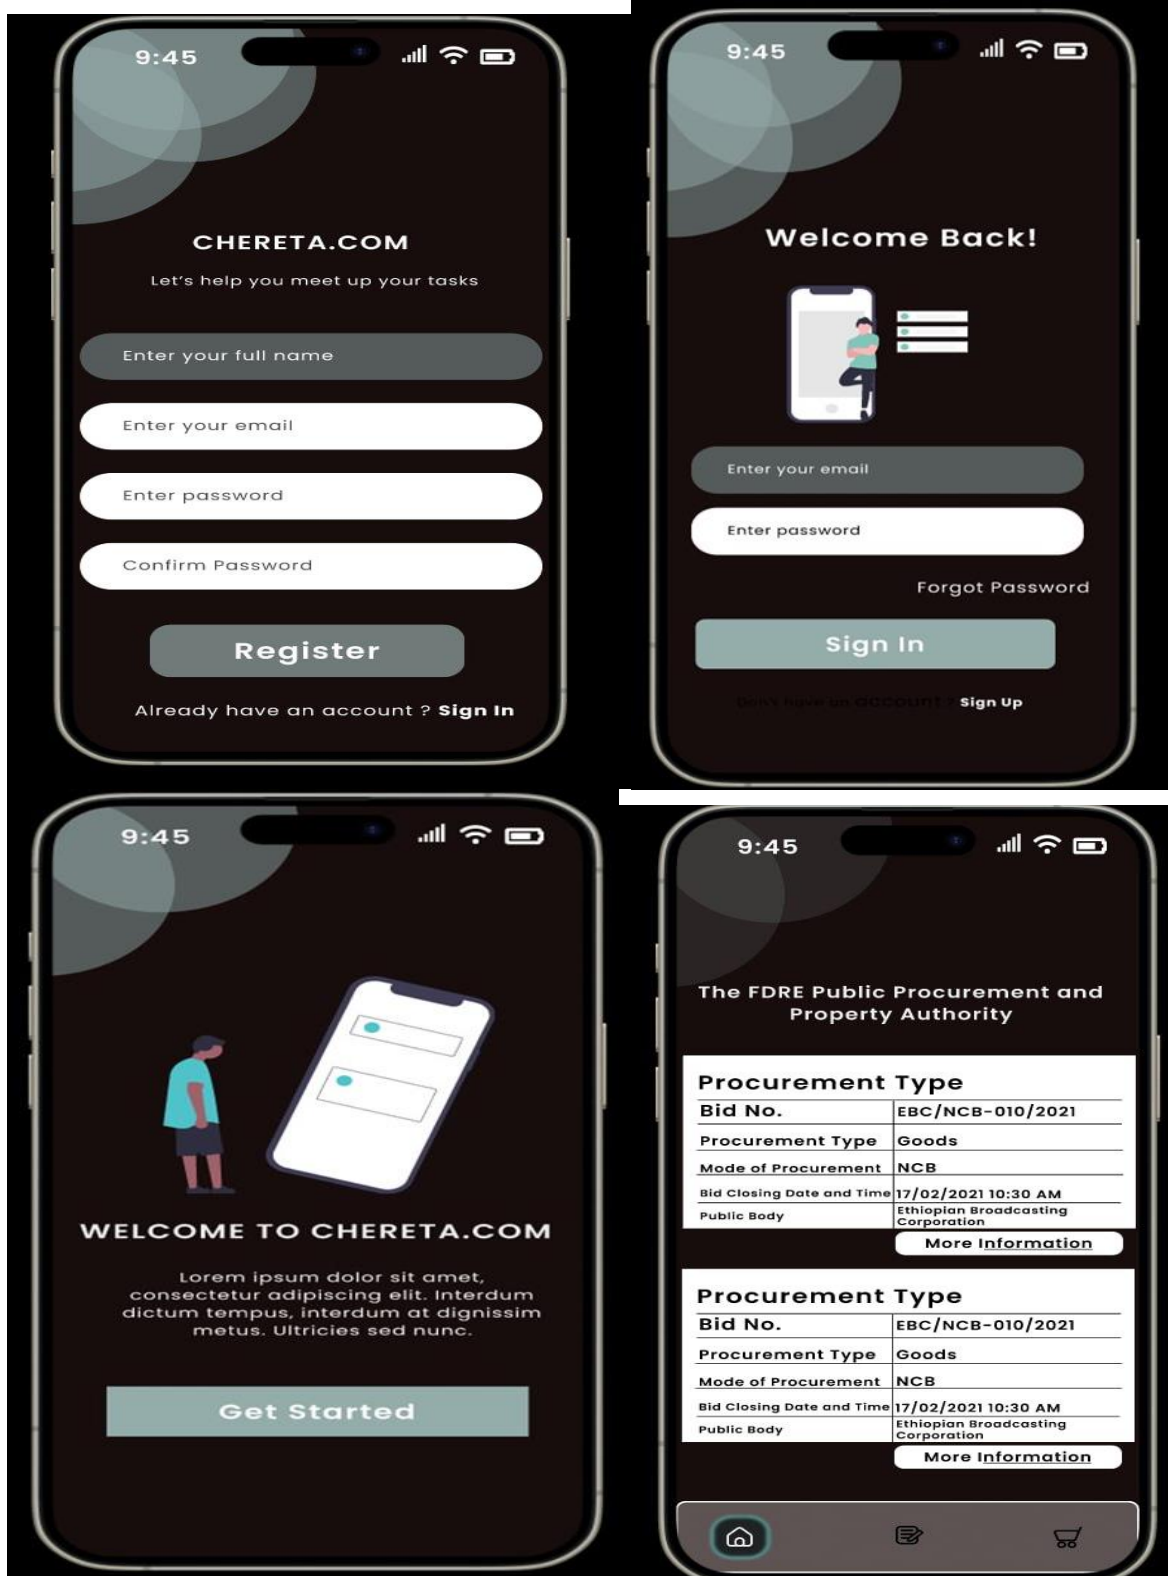 9:45
CHERETA.COM
Let's help you meet up your tasks
Enter your full name
Enter your email
Enter password
Confirm Password
Register
Already have an account ? Sign In
9:45
Welcome Back!
Enter your email
Enter password
Forgot Password
Sign In
Don't have an account ? Sign Up
9:45
WELCOME TO CHERETA.COM
Lorem ipsum dolor sit amet,
consectetur adipiscing elit. Interdum
dictum tempus, interdum at dignissim
metus. Ultricies sed nunc.
Get Started
9:45
The FDRE Public Procurement and
Property Authority
Procurement Type
Bid No. EBC/NCB-010/2021
Procurement Type Goods
Mode of Procurement NCB
Bid Closing Date and Time 17/02/2021 10:30 AM
Public Body Ethiopian Broadcasting
Corporation
More Information
Procurement Type
Bid No. EBC/NCB-010/2021
Procurement Type Goods
Mode of Procurement NCB
Bid Closing Date and Time 17/02/2021 10:30 AM
Public Body Ethiopian Broadcasting
Corporation
More Information